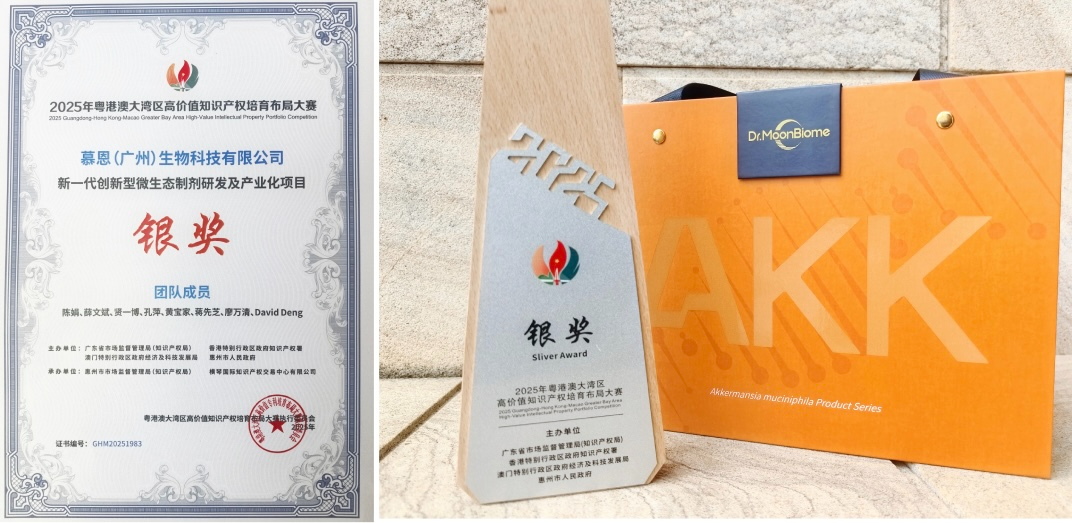 2025年粤港澳大湾区高价值知识产权培育布局大赛
2025 Guangdong-Hong Kong-Macao Greater Bay Area High-Value Intellectual Property Portfolio Competition
慕恩(广州)生物科技有限公司
新一代创新型微生态制剂研发及产业化项目
银奖
团队成员
陈娟、薛文斌、贤一博、孔萍、黄宝家、蒋先芝、廖万清、David Deng
主办单位：广东省市场监督管理局(知识产权局) 香港特别行政区政府知识产权署
澳门特别行政区政府经济及科技发展局 惠州市人民政府
承办单位：惠州市市场监督管理局(知识产权局) 横琴国际知识产权交易中心有限公司
粤港澳大湾区高价值知识产权培育布局大赛执行委员会
2025年
证书编号：GHM20251983
2025
银奖
Sliver Award
2025年粤港澳大湾区
高价值知识产权培育布局大赛
2025 Guangdong-Hong Kong-Macao Greater Bay Area
High-Value Intellectual Property Portfolio Competition
主办单位
广东省市场监督管理局(知识产权局)
香港特别行政区政府知识产权署
澳门特别行政区政府经济及科技发展局
惠州市人民政府
Dr.MoonBiome
AKK
Akkermansia muciniphila Product Series